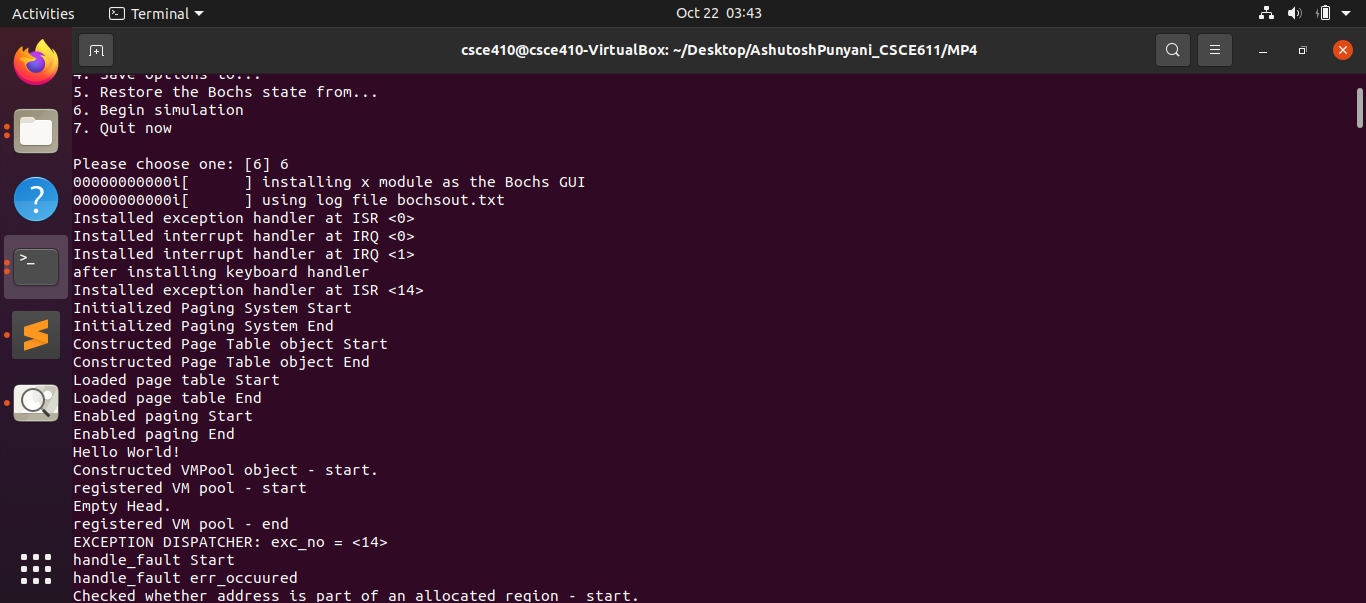 Activities Terminal Oct 22 03:43
csce410@csce410-VirtualBox: ~/Desktop/AshutoshPunyani_CSCE611/MP4
4. Save options to...
5. Restore the Bochs state from...
6. Begin simulation
7. Quit now
Please choose one: [6] 6
00000000000i[      ] installing x module as the Bochs GUI
00000000000i[      ] using log file bochsout.txt
Installed exception handler at ISR <0>
Installed interrupt handler at IRQ <0>
Installed interrupt handler at IRQ <1>
after installing keyboard handler
Installed exception handler at ISR <14>
Initialized Paging System Start
Initialized Paging System End
Constructed Page Table object Start
Constructed Page Table object End
Loaded page table Start
Loaded page table End
Enabled paging Start
Enabled paging End
Hello World!
Constructed VMPool object - start.
registered VM pool - start
Empty Head.
registered VM pool - end
EXCEPTION DISPATCHER: exc_no = <14>
handle_fault Start
handle_fault err_occuured
Checked whether address is part of an allocated region - start.